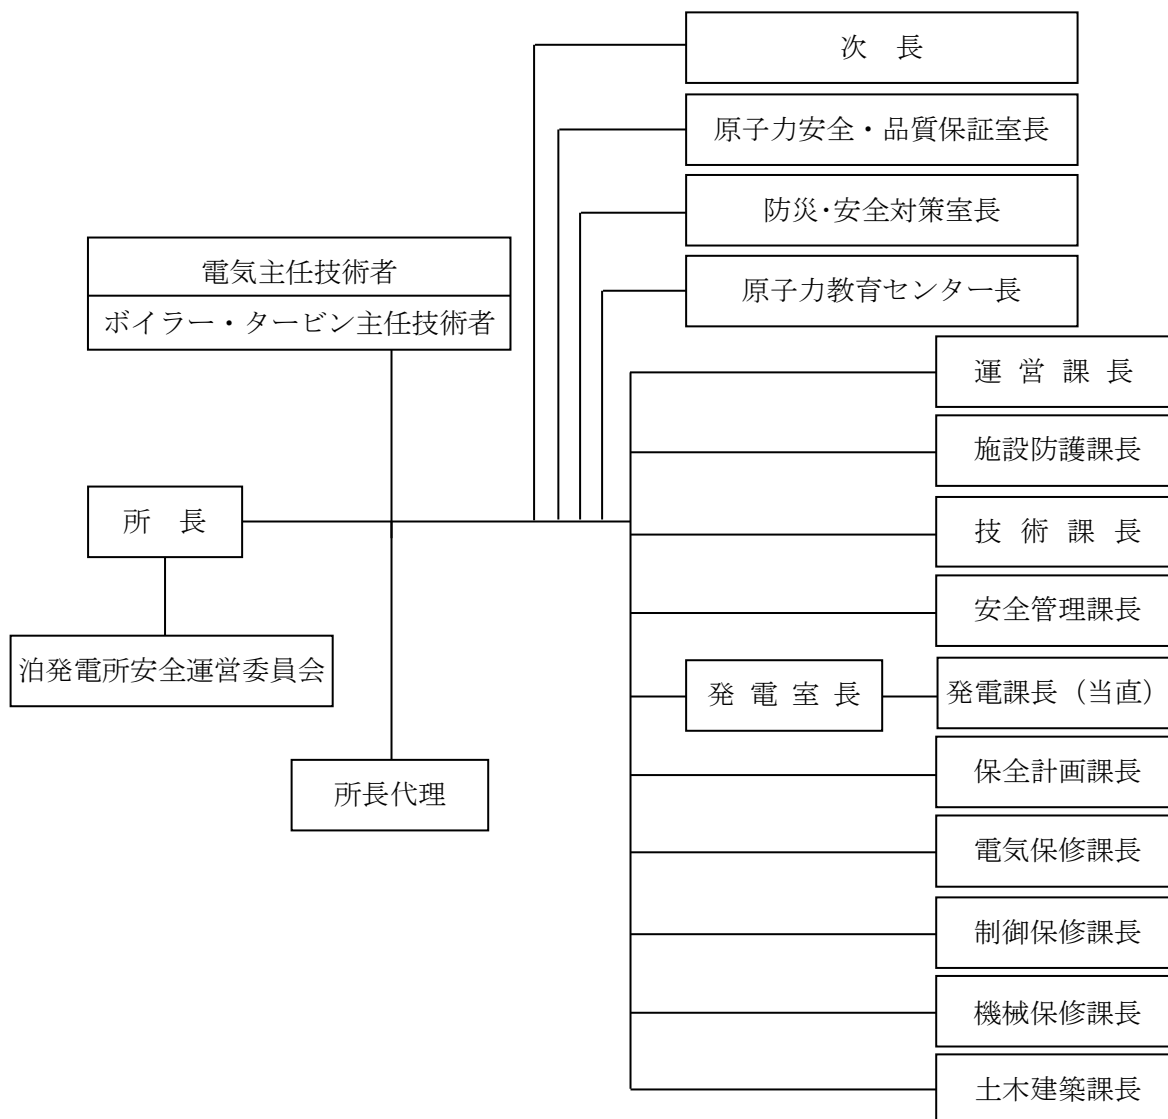 次　長
原子力安全・品質保証室長
防災・安全対策室長
原子力教育センター長
電気主任技術者
ボイラー・タービン主任技術者
運 営 課 長
施設防護課長
所　長
技 術 課 長
安全管理課長
泊発電所安全運営委員会
発 電 室 長
発電課長（当直）
所長代理
保全計画課長
電気保修課長
制御保修課長
機械保修課長
土木建築課長